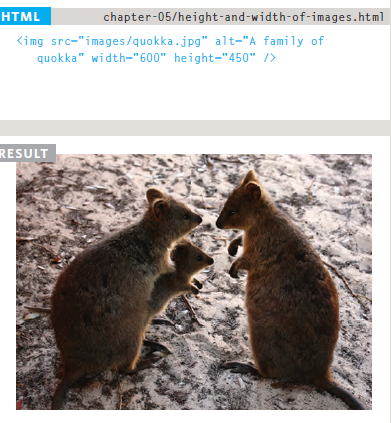 HTML
chapter-05/height-and-width-of-images.html
<img src="images/quokka.jpg" alt="A family of
quokka" width="600" height="450" />
RESULT